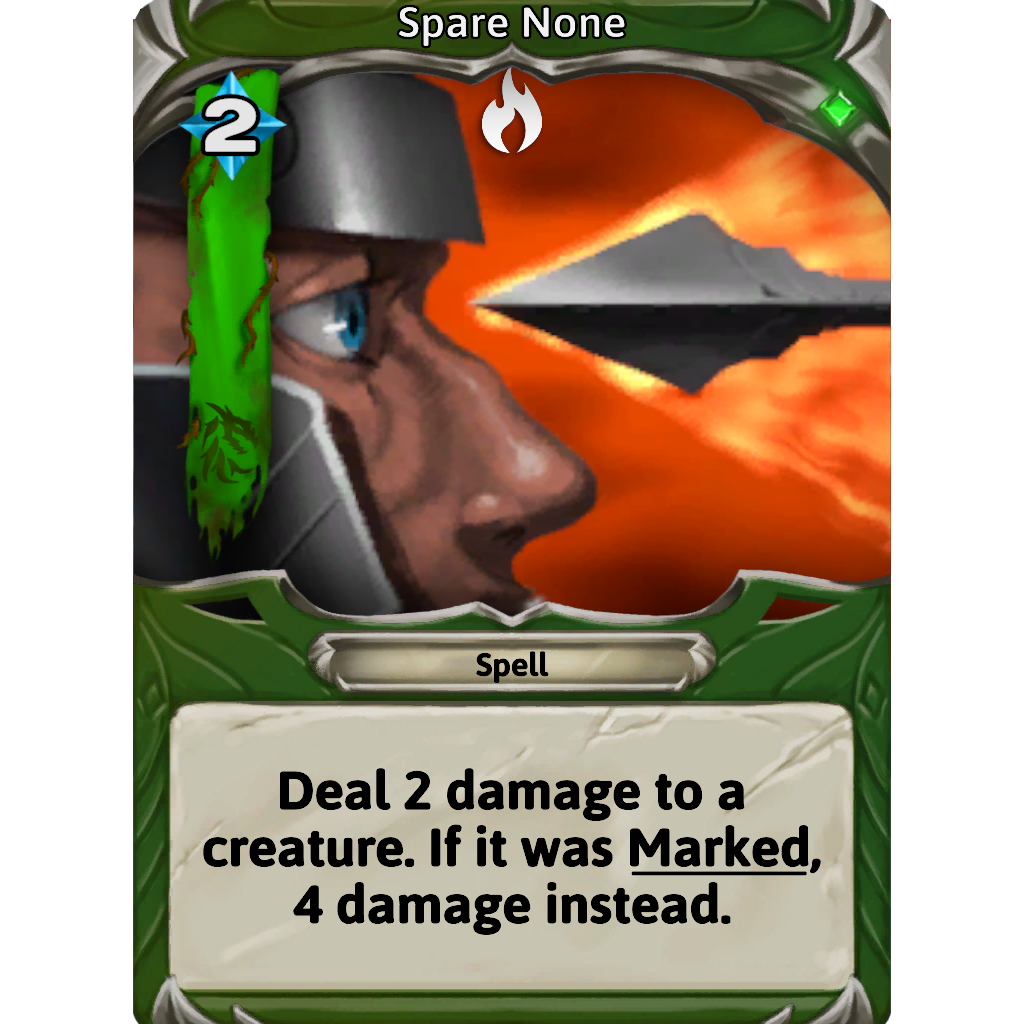 Spare None
2
Spell
Deal 2 damage to a
creature. If it was Marked,
4 damage instead.